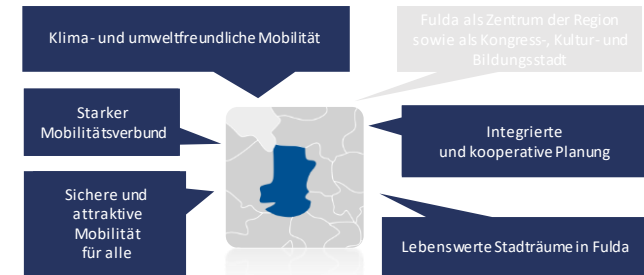 Klima- und umweltfreundliche Mobilität
Fulda als Zentrum der Region
sowie als Kongress-, Kultur- und
Bildungsstadt
Starker
Mobilitätsverbund
Integrierte
und kooperative Planung
Sichere und
attraktive
Mobilität
für alle
Lebenswerte Stadträume in Fulda